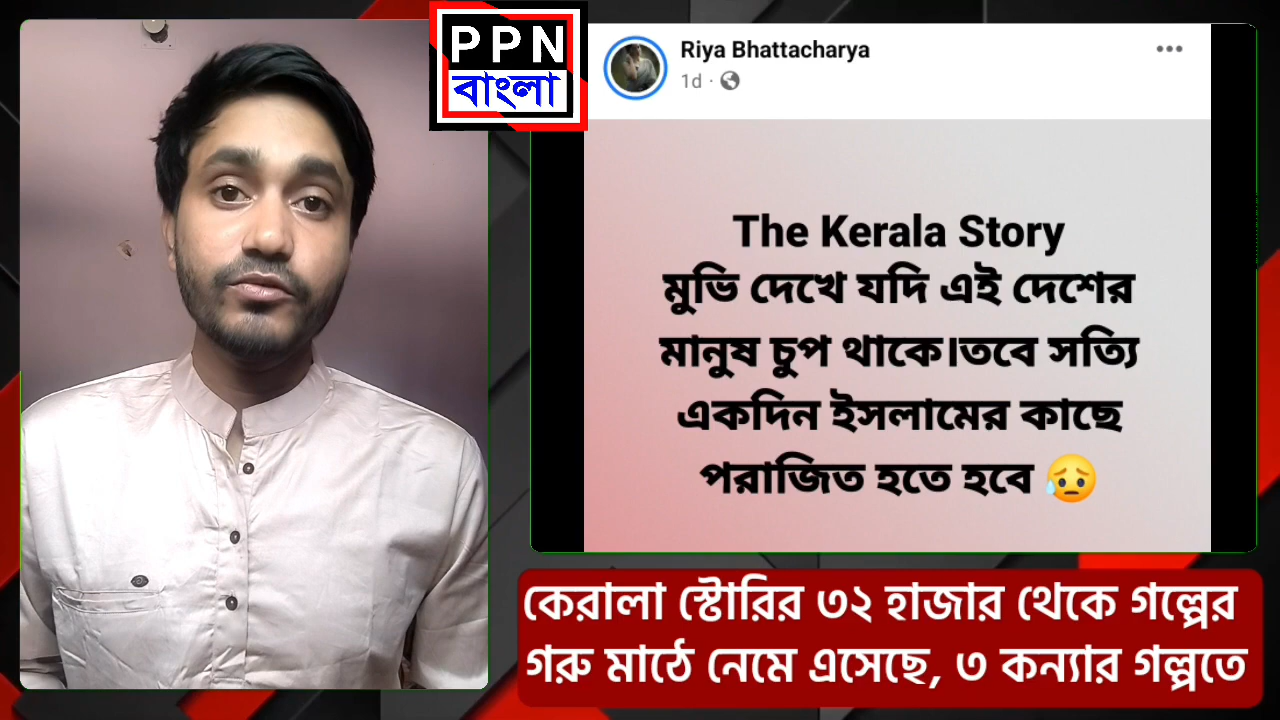 PPN
বাংলা
Riya Bhattacharya
1d ·
The Kerala Story
মুভি দেখে যদি এই দেশের
মানুষ চুপ থাকে।তবে সত্যি
একদিন ইসলামের কাছে
পরাজিত হতে হবে 😥
কেরালা স্টোরির ৩২ হাজার থেকে গল্পের
গরু মাঠে নেমে এসেছে, ৩ কন্যার গল্পতে